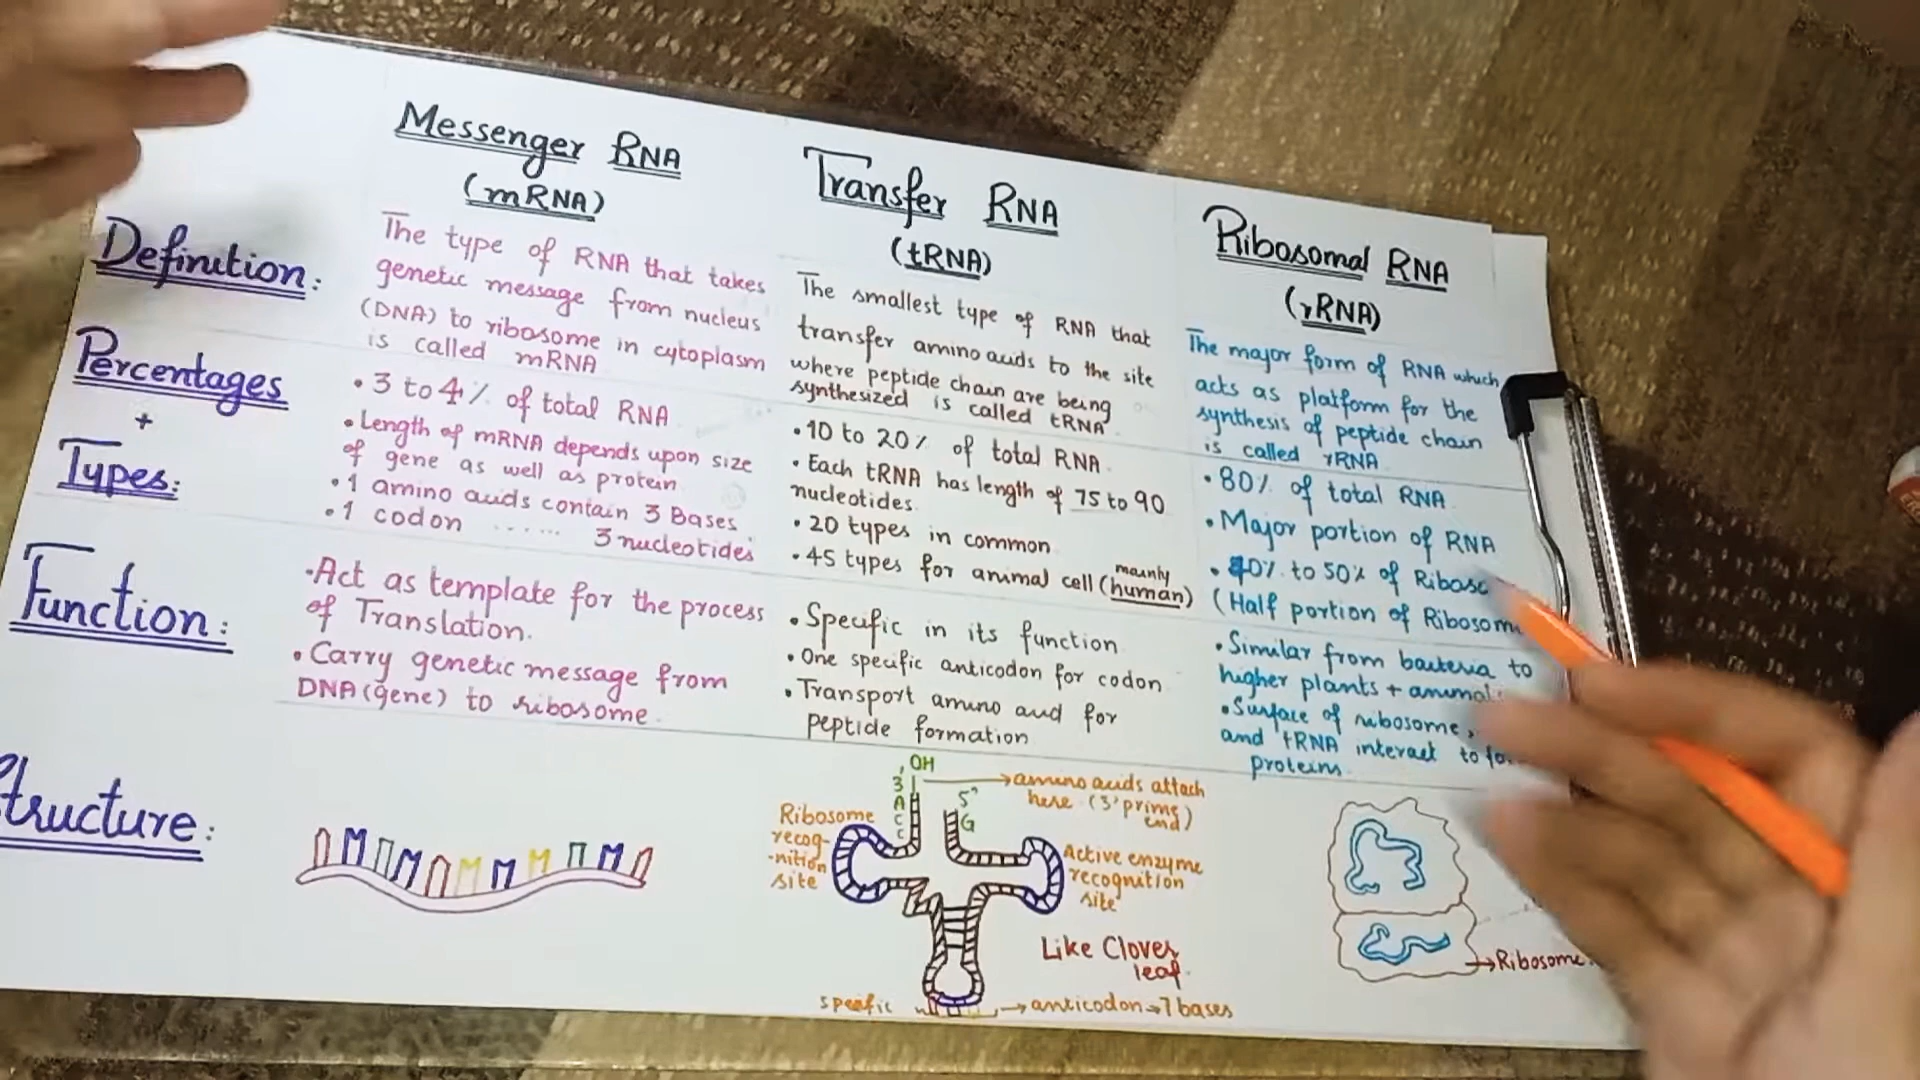 Messenger RNA
(mRNA)
Transfer RNA
(tRNA)
Ribosomal RNA
(rRNA)
Definition:
The type of RNA that takes
genetic message from nucleus
(DNA) to ribosome in cytoplasm
is called mRNA
The smallest type of RNA that
transfer amino acids to the site
where peptide chain are being
synthesized is called tRNA
The major form of RNA which
acts as platform for the
synthesis of peptide chain
is called rRNA
Percentages
+
Types:
• 3 to 4% of total RNA
• Length of mRNA depends upon size
of gene as well as protein
• 1 amino acids contain 3 Bases
• 1 codon ...... 3 nucleotides
• 10 to 20% of total RNA
• Each tRNA has length of 75 to 90
nucleotides.
• 20 types in common
mainly
• 45 types for animal cell (human)
• 80% of total RNA
• Major portion of RNA
• 40% to 50% of Riboso
(Half portion of Ribosom
Function:
• Act as template for the process
of Translation.
• Carry genetic message from
DNA (gene) to ribosome.
• Specific in its function
• One specific anticodon for codon
• Transport amino acid for
peptide formation
• Similar from bacteria to
higher plants + animal
• Surface of ribosome,
and tRNA interact to fo
proteins.
tructure:
OH
3'
A
C
C
5'
G
→ amino acids attach
here (3' prime
end)
Ribosome
recog-
-nition
site
Active enzyme
recognition
site
Like Clover
leaf.
→ anticodon → 7 bases
→ Ribosome.